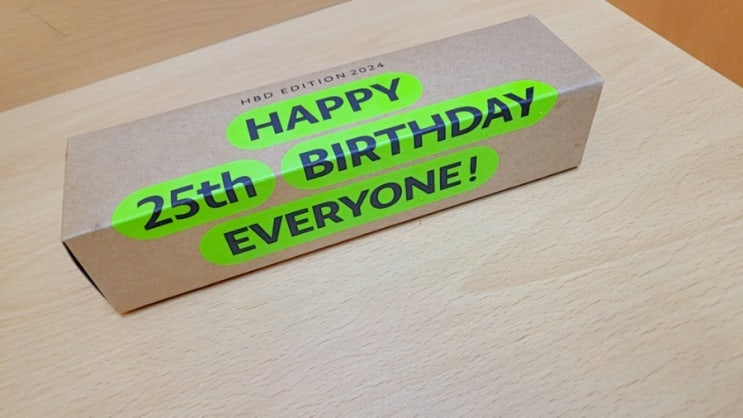 HBD EDITION 2024
HAPPY
25th BIRTHDAY
EVERYONE!